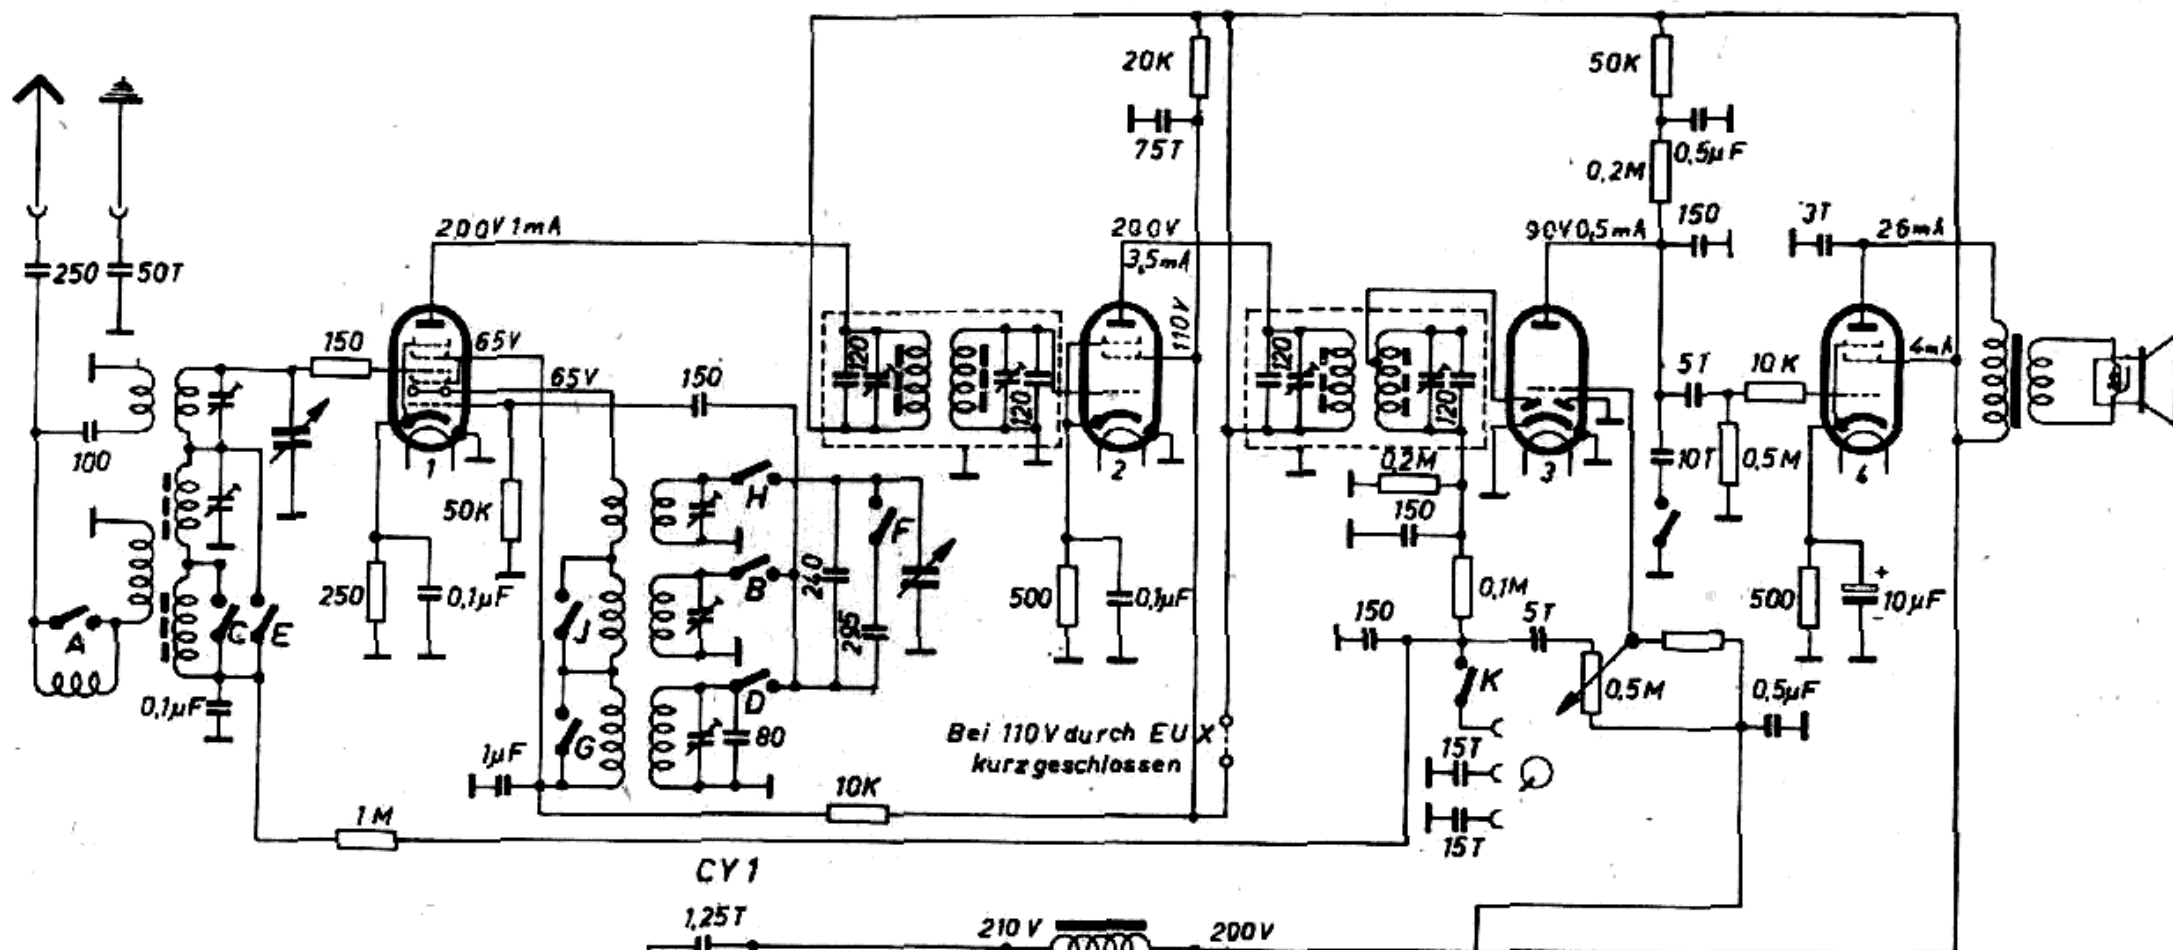 20K
50K
75T
0,5µF
0,2M
200V 1mA
200V
3,5mA
90V 0,5mA
150
3T
26mA
250
50T
110V
150
65V
65V
150
120
120
120
120
4mA
5T
10K
100
1
2
3
4
10T
0,5M
50K
H
F
0,2M
150
250
0,1µF
B
240
500
0,1µF
0,1M
500
10µF
+
A
C
E
J
295
150
5T
K
0,5M
0,5µF
0,1µF
D
G
80
1µF
Bei 110V durch EU X
kurzgeschlossen
15T
15T
10K
1M
CY1
1,25T
210V
200V